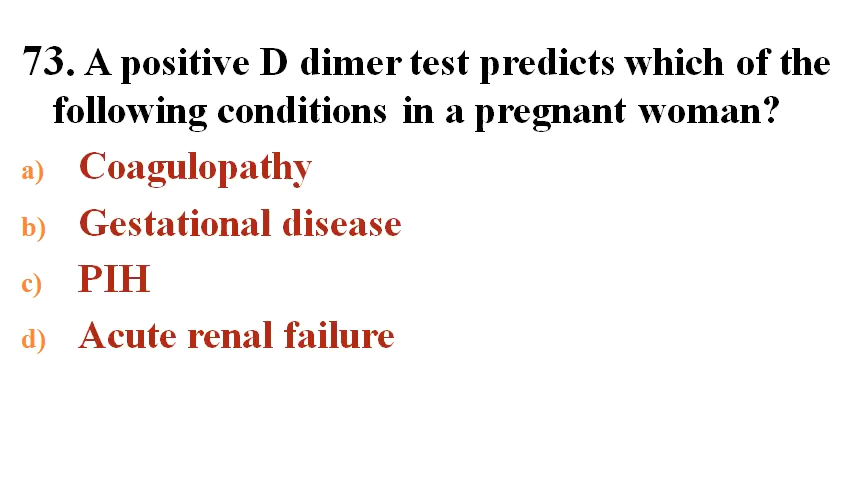 73. A positive D dimer test predicts which of the
following conditions in a pregnant woman?
a) Coagulopathy
b) Gestational disease
c) PIH
d) Acute renal failure